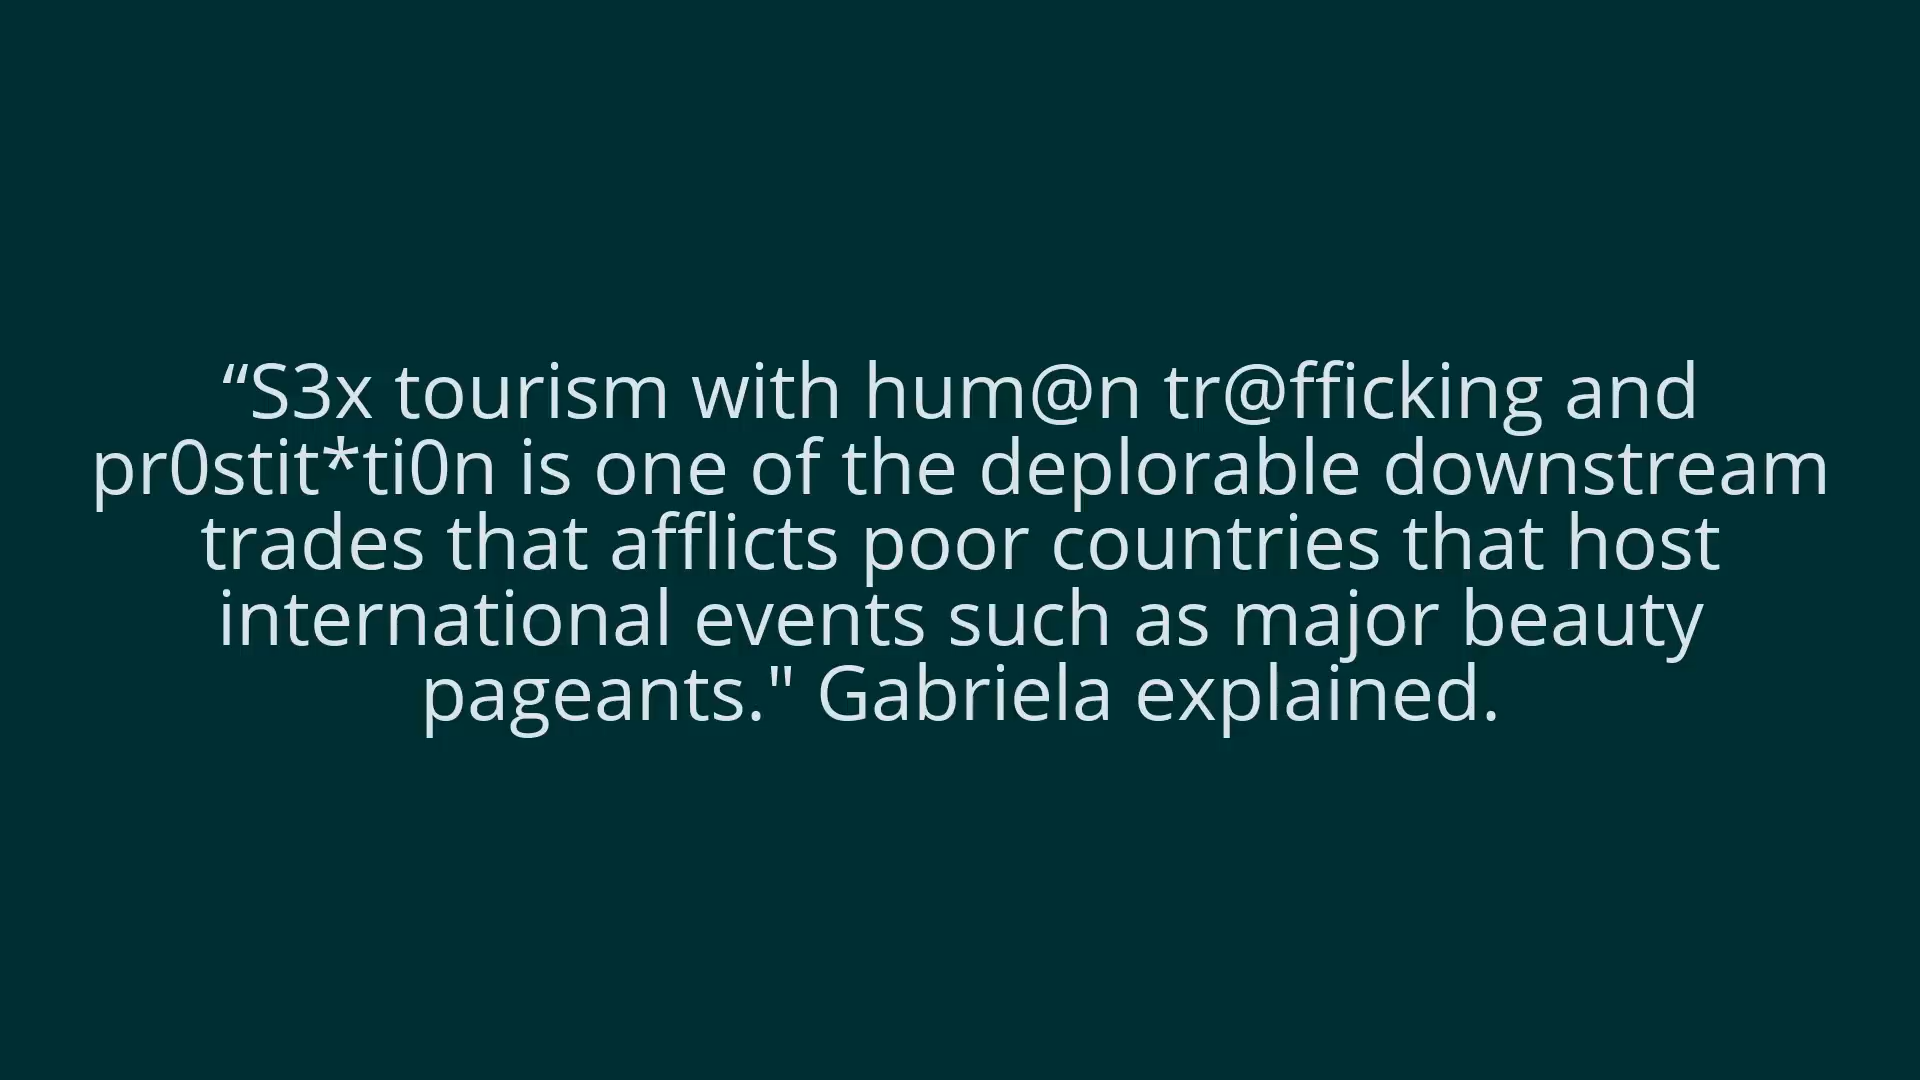 “S3x tourism with hum@n tr@fficking and
pr0stit*ti0n is one of the deplorable downstream
trades that afflicts poor countries that host
international events such as major beauty
pageants." Gabriela explained.